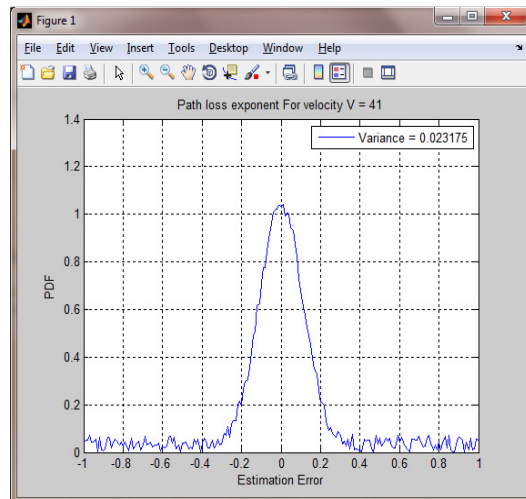 Figure 1
File Edit View Insert Tools Desktop Window Help
Path loss exponent For velocity V = 41
Variance = 0.023175
1.4
1.2
1
0.8
0.6
0.4
0.2
0
PDF
-1 -0.8 -0.6 -0.4 -0.2 0 0.2 0.4 0.6 0.8 1
Estimation Error